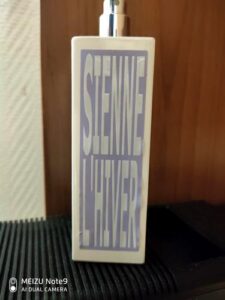 SIENNE
L'HIVER
MEIZU Note9
AI DUAL CAMERA